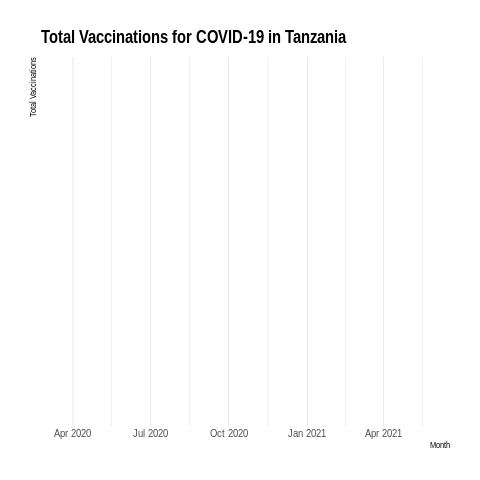 Total Vaccinations for COVID-19 in Tanzania
Total Vaccinations
Apr 2020 Jul 2020 Oct 2020 Jan 2021 Apr 2021
Month